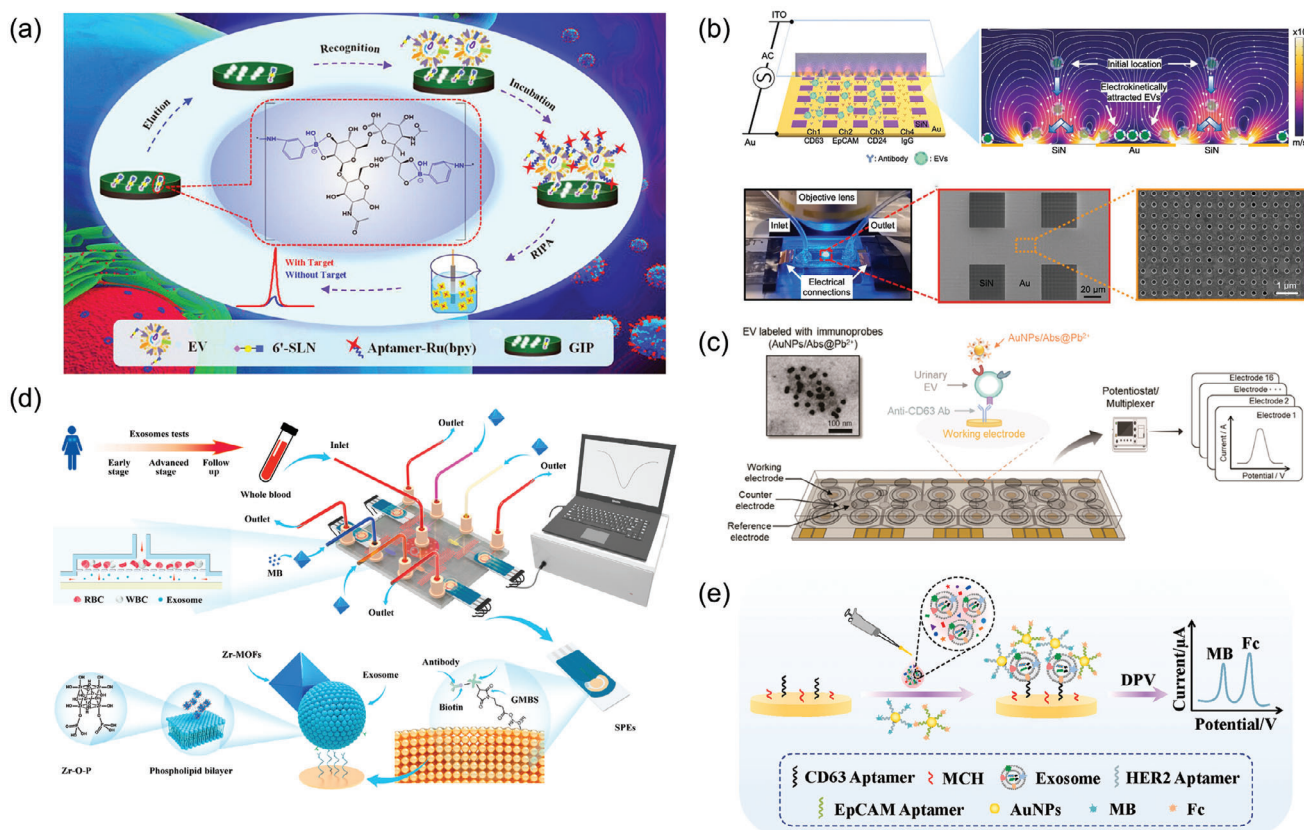 (a)
Recognition
Elution
Incubation
RIPA
With Target
Without Target
EV
6'-SLN
Aptamer-Ru(bpy)
GIP
(b)
ITO
AC
Au
Ch1
CD63
Ch2
EpCAM
Ch3
CD24
Ch4
IgG
SiN
Au
Y: Antibody
: EVs
Initial location
Electrokinetically
attracted EVs
SiN
Au
SiN
m/s
Objective lens
Inlet
Outlet
Electrical
connections
SiN
Au
20 μm
1 μm
(c)
EV labeled with immunoprobes
(AuNPs/Abs@Pb2+)
100 nm
AuNPs/Abs@Pb2+
Urinary
EV
Anti-CD63 Ab
Working electrode
Potentiostat/
Multiplexer
Electrode 16
Electrode · · ·
Electrode 2
Electrode 1
Current / A
Potential / V
Working
electrode
Counter
electrode
Reference
electrode
(d)
Exosomes tests
Early
stage
Advanced
stage
Follow
up
Whole blood
Inlet
Outlet
Outlet
Outlet
MB
Outlet
RBC
WBC
Exosome
Zr-MOFs
Exosome
Antibody
Biotin
GMBS
SPEs
Zr-O-P
Phospholipid bilayer
(e)
DPV
Current/μA
MB
Fc
Potential/V
CD63 Aptamer
MCH
Exosome
HER2 Aptamer
EpCAM Aptamer
AuNPs
MB
Fc